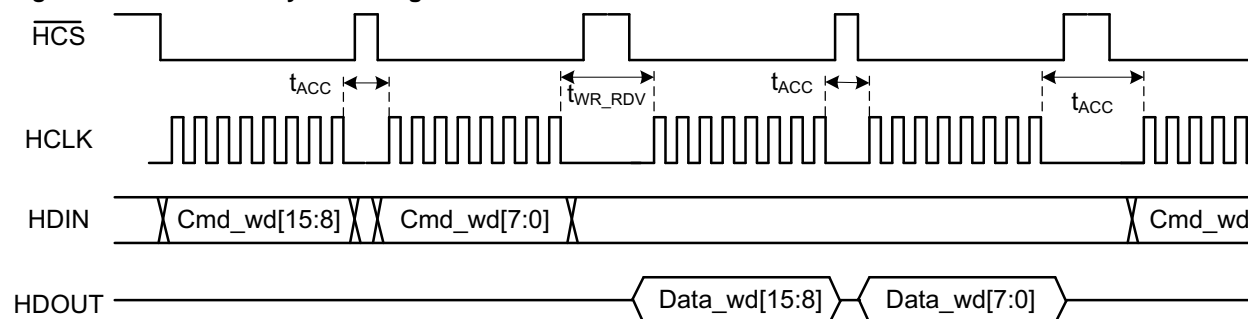 HCS
tACC tWR_RDV tACC tACC
HCLK
HDIN Cmd_wd[15:8] Cmd_wd[7:0] Cmd_wd
HDOUT Data_wd[15:8] Data_wd[7:0]